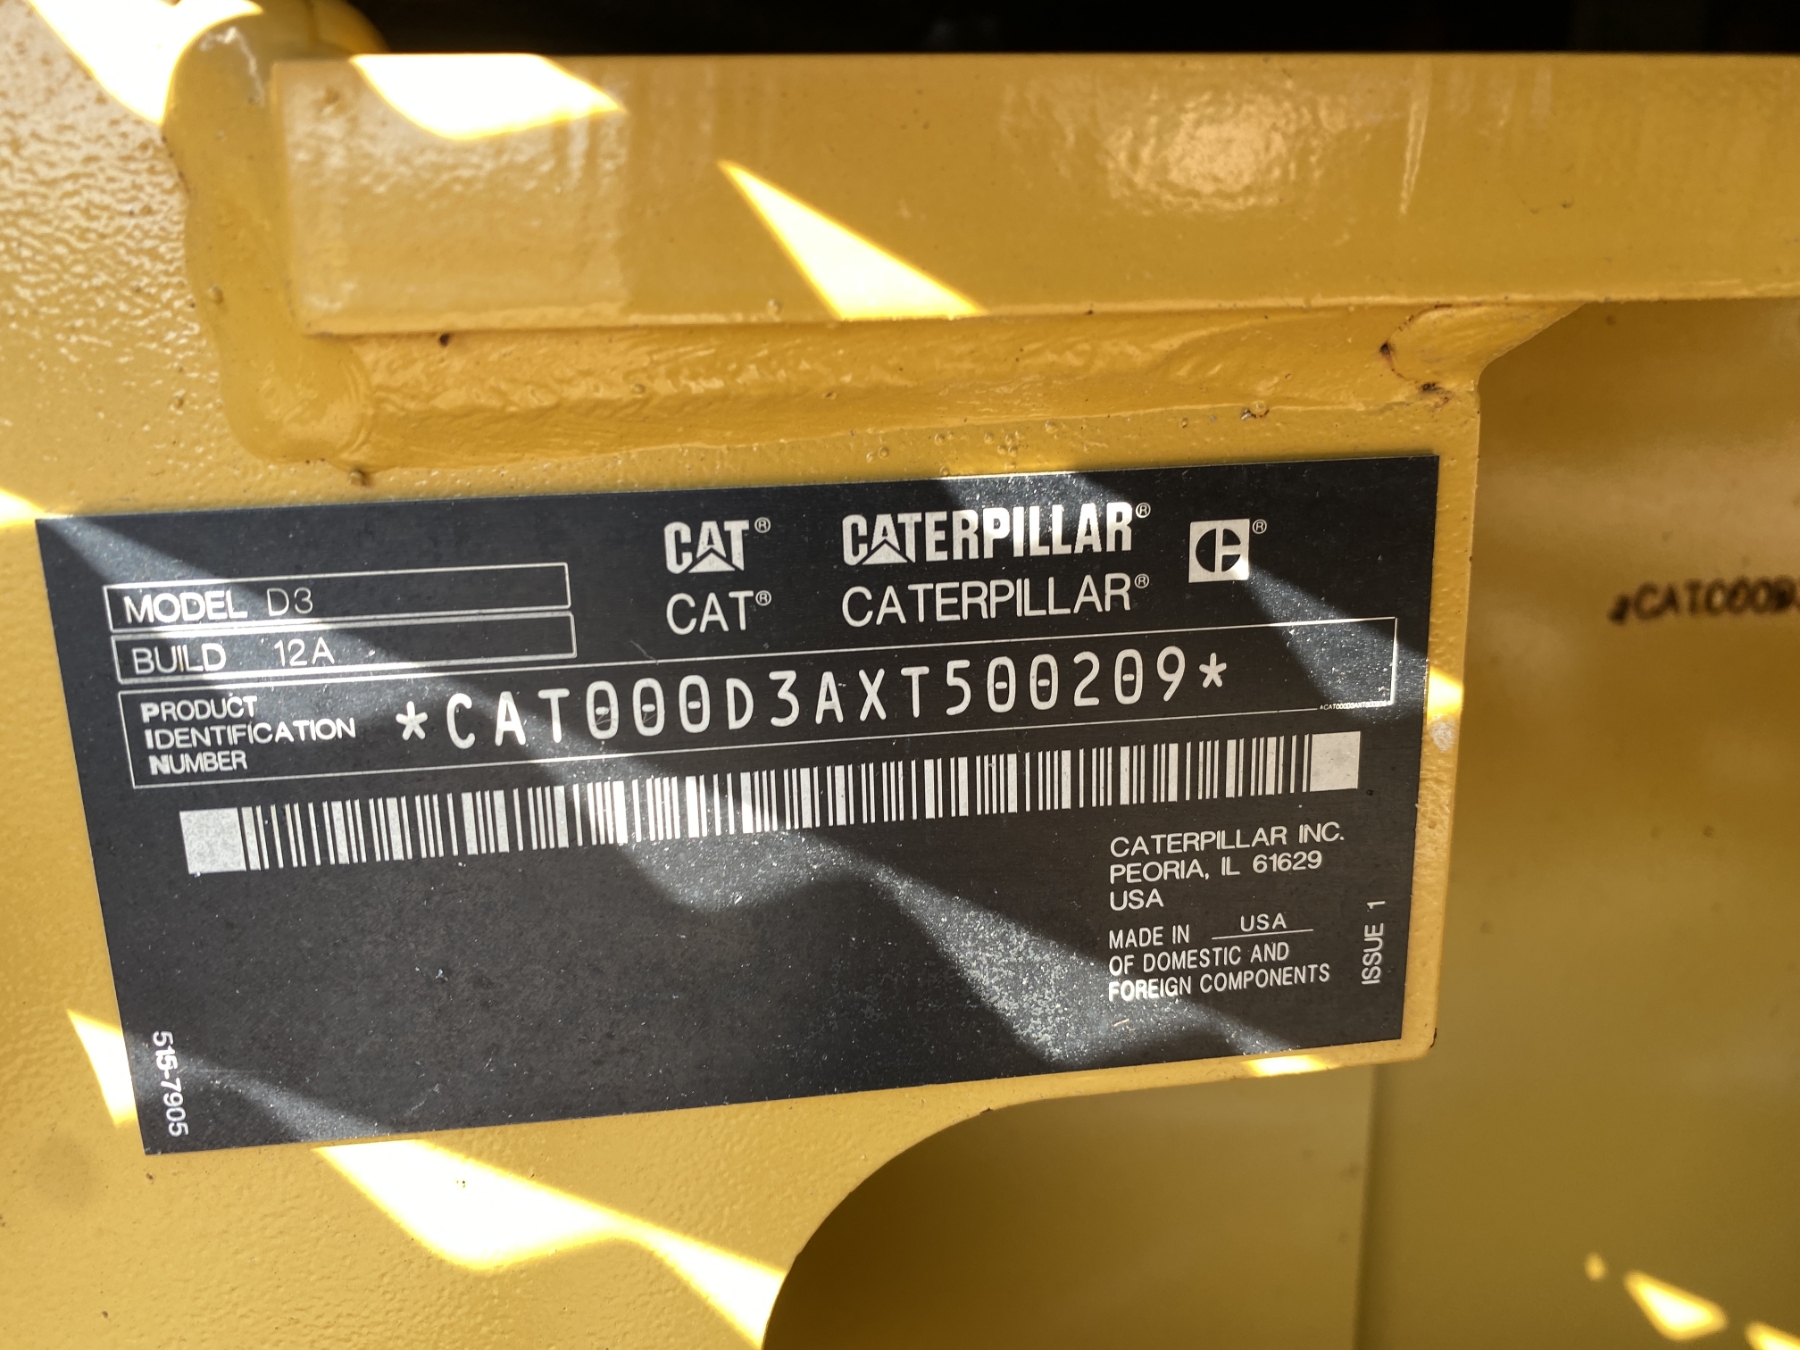 CAT® CATERPILLAR® C®
CAT® CATERPILLAR®
MODEL D3
BUILD 12A
PRODUCT
IDENTIFICATION
NUMBER
*CAT000D3AXT500209*
*CAT000D3
CATERPILLAR INC.
PEORIA, IL 61629
USA
MADE IN USA
OF DOMESTIC AND
FOREIGN COMPONENTS
ISSUE 1
515-7905